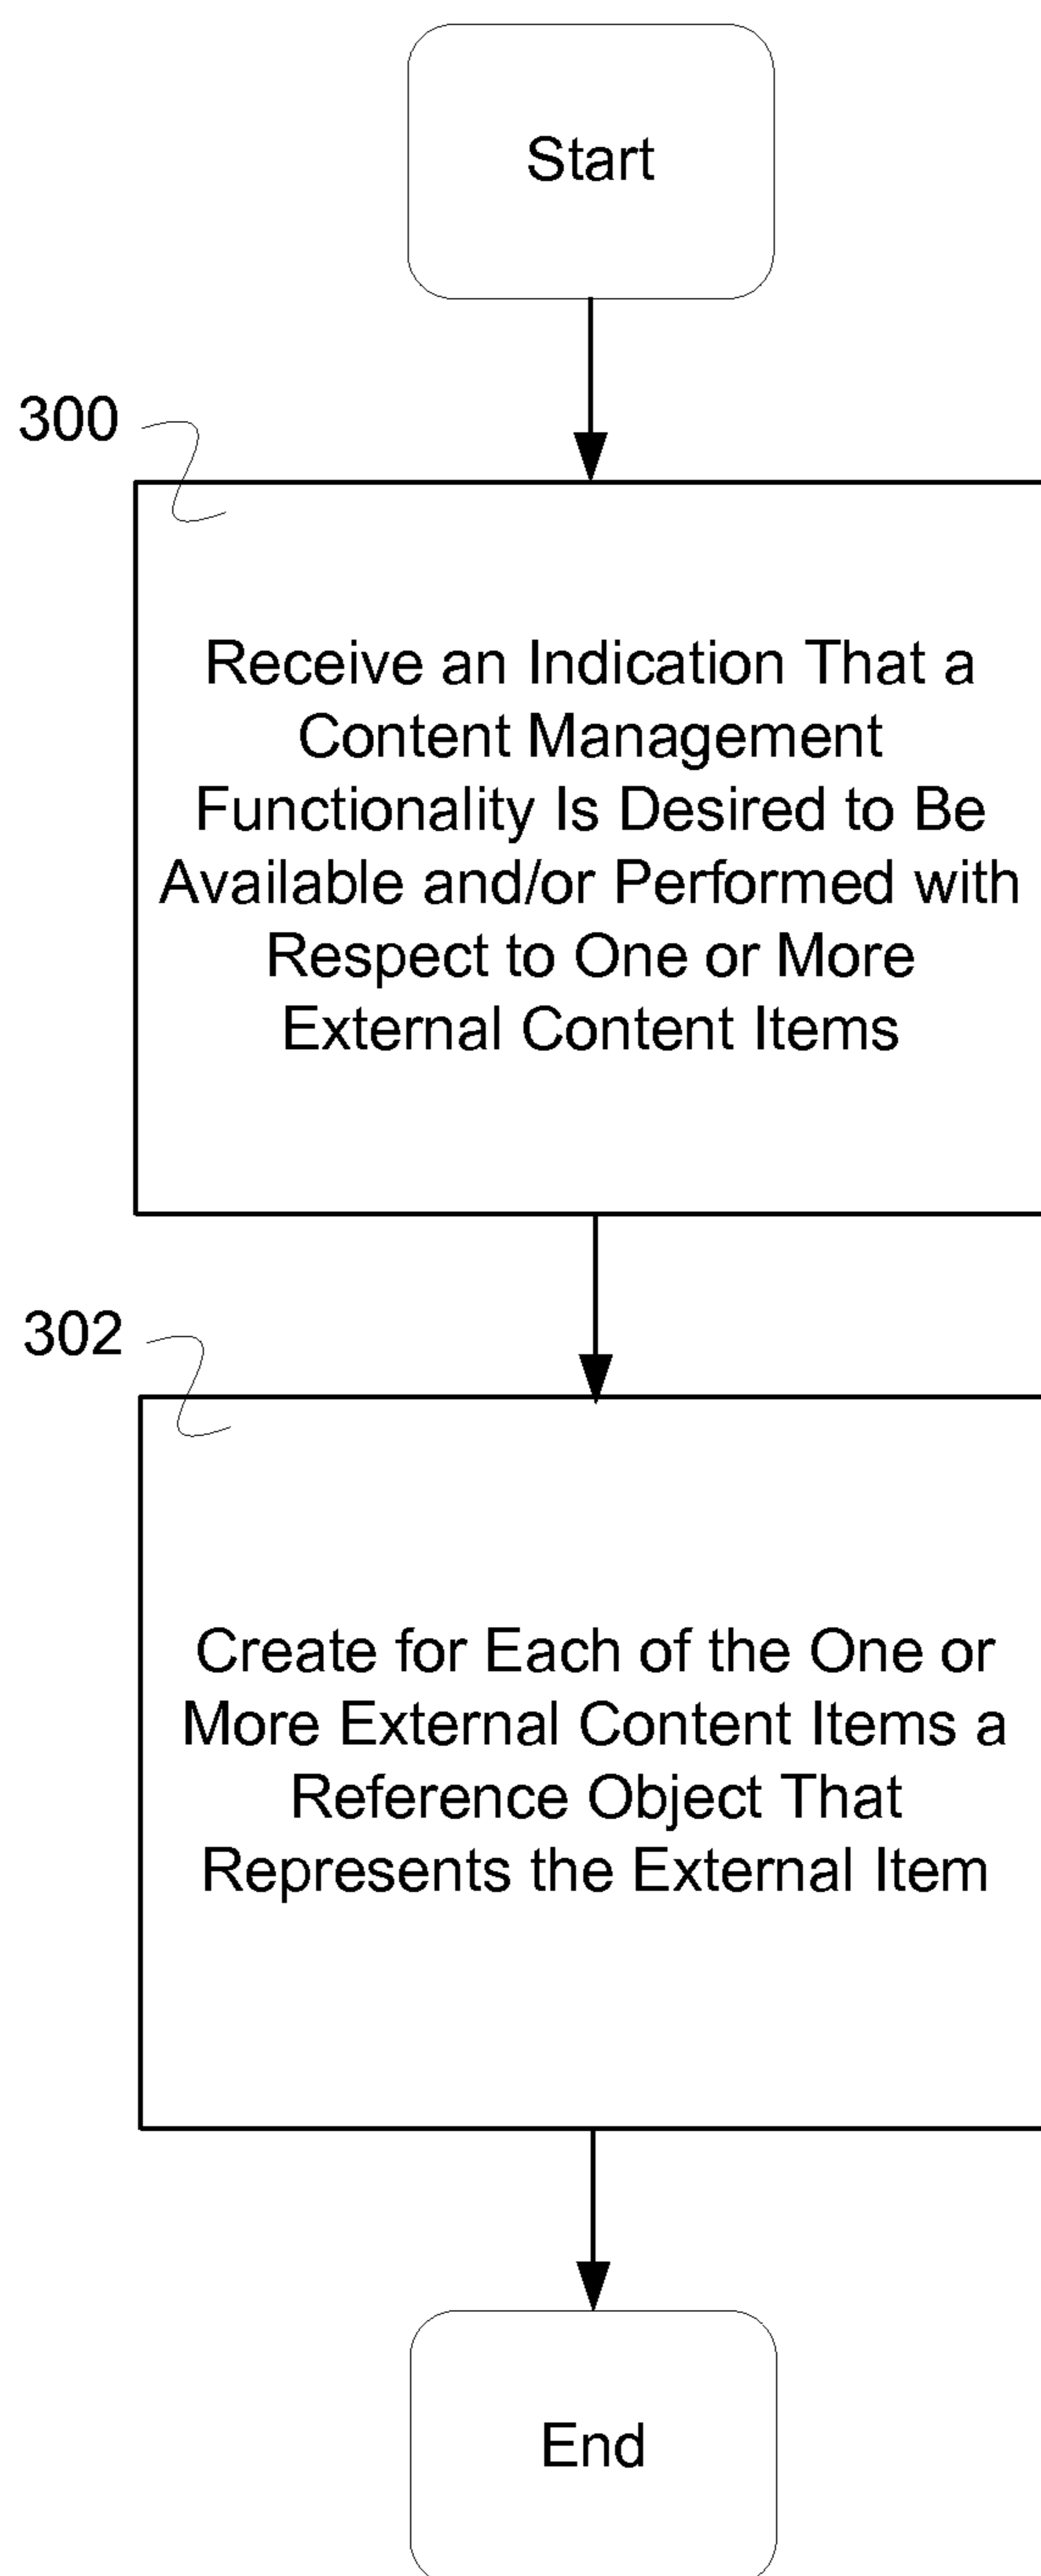 Start
300
Receive an Indication That a
Content Management
Functionality Is Desired to Be
Available and/or Performed with
Respect to One or More
External Content Items
302
Create for Each of the One or
More External Content Items a
Reference Object That
Represents the External Item
End